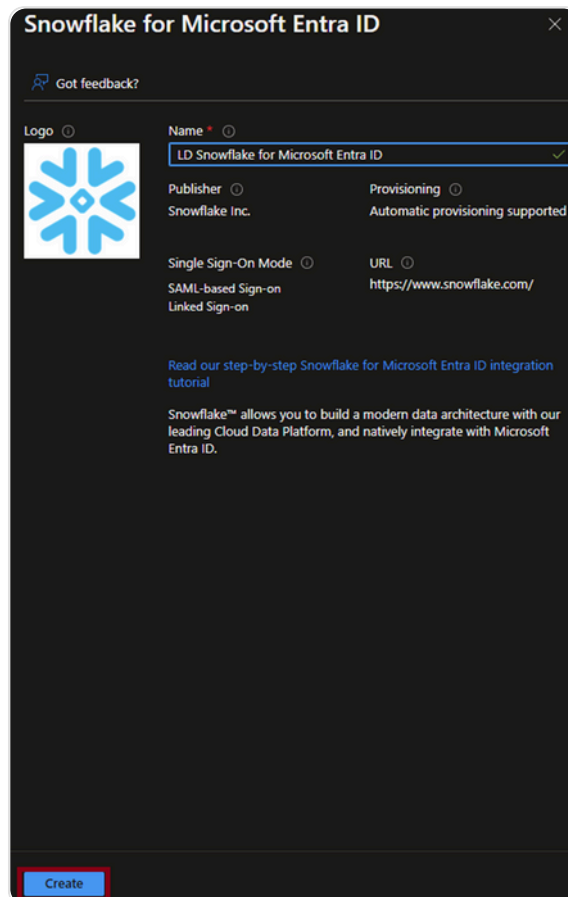 Snowflake for Microsoft Entra ID
Got feedback?
Logo
Name *
LD Snowflake for Microsoft Entra ID
Publisher
Provisioning
Snowflake Inc.
Automatic provisioning supported
Single Sign-On Mode
URL
SAML-based Sign-on
https://www.snowflake.com/
Linked Sign-on
Read our step-by-step Snowflake for Microsoft Entra ID integration
tutorial
Snowflake™ allows you to build a modern data architecture with our
leading Cloud Data Platform, and natively integrate with Microsoft
Entra ID.
Create